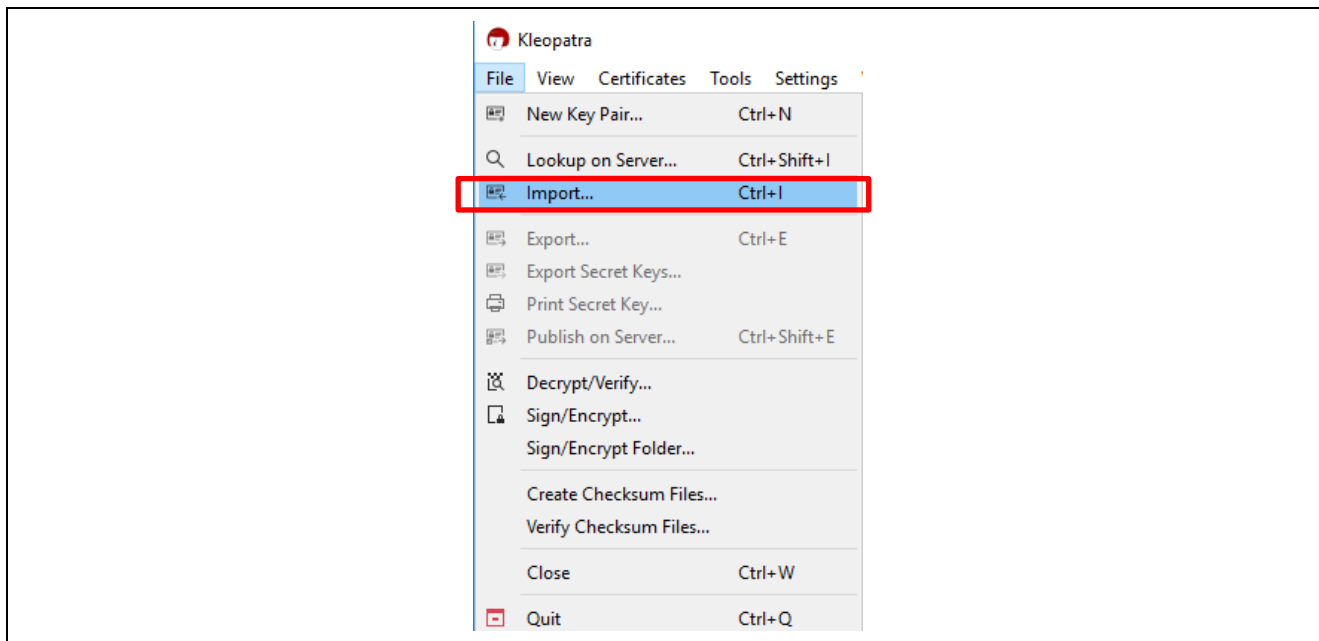 Kleopatra
File View Certificates Tools Settings
New Key Pair... Ctrl+N
Lookup on Server... Ctrl+Shift+I
Import... Ctrl+I
Export... Ctrl+E
Export Secret Keys...
Print Secret Key...
Publish on Server... Ctrl+Shift+E
Decrypt/Verify...
Sign/Encrypt...
Sign/Encrypt Folder...
Create Checksum Files...
Verify Checksum Files...
Close Ctrl+W
Quit Ctrl+Q